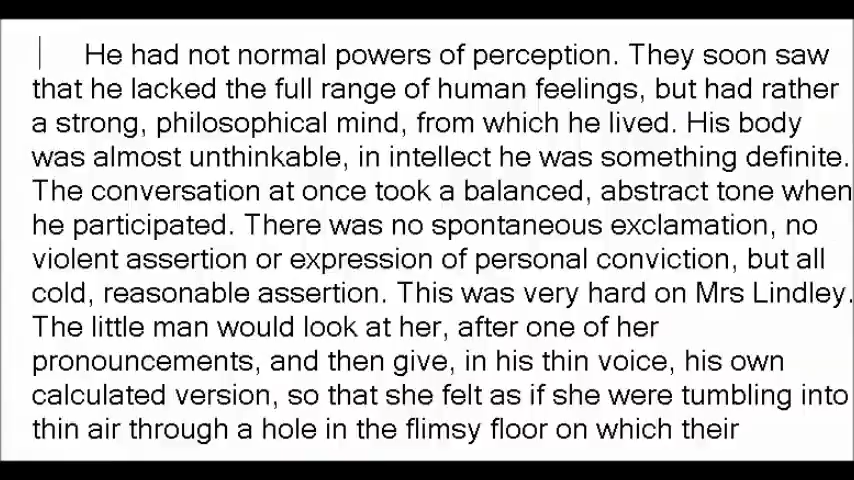 He had not normal powers of perception. They soon saw
that he lacked the full range of human feelings, but had rather
a strong, philosophical mind, from which he lived. His body
was almost unthinkable, in intellect he was something definite.
The conversation at once took a balanced, abstract tone when
he participated. There was no spontaneous exclamation, no
violent assertion or expression of personal conviction, but all
cold, reasonable assertion. This was very hard on Mrs Lindley.
The little man would look at her, after one of her
pronouncements, and then give, in his thin voice, his own
calculated version, so that she felt as if she were tumbling into
thin air through a hole in the flimsy floor on which their